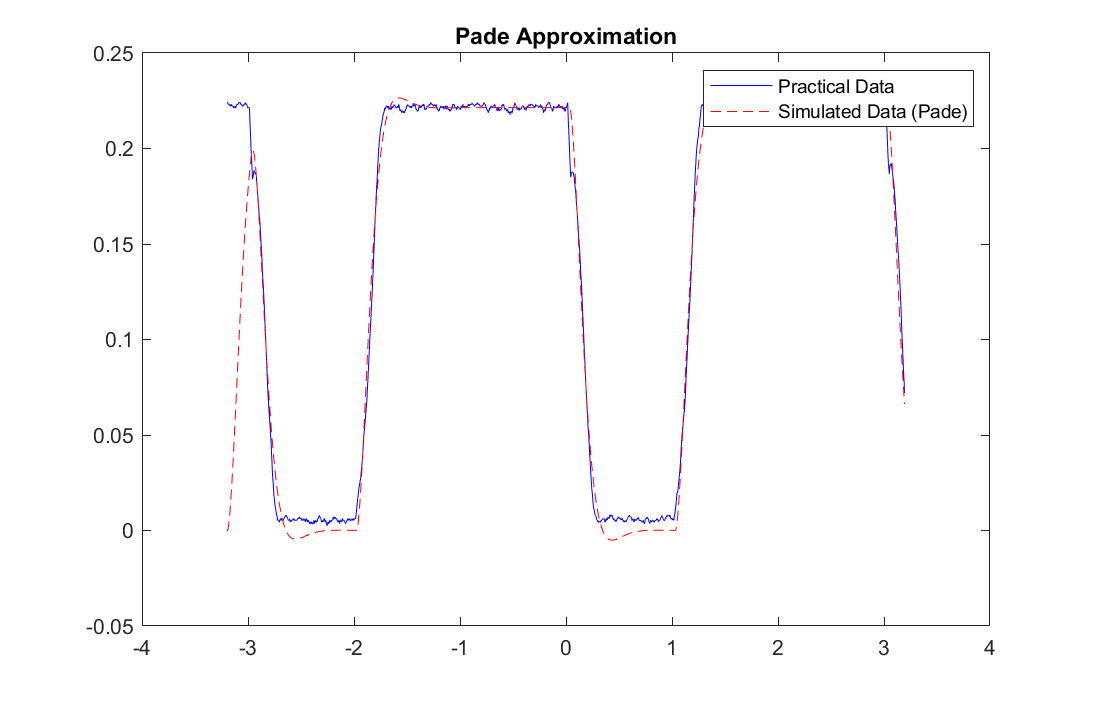 Pade Approximation
Practical Data
Simulated Data (Pade)
0.25
0.2
0.15
0.1
0.05
0
-0.05
-4 -3 -2 -1 0 1 2 3 4